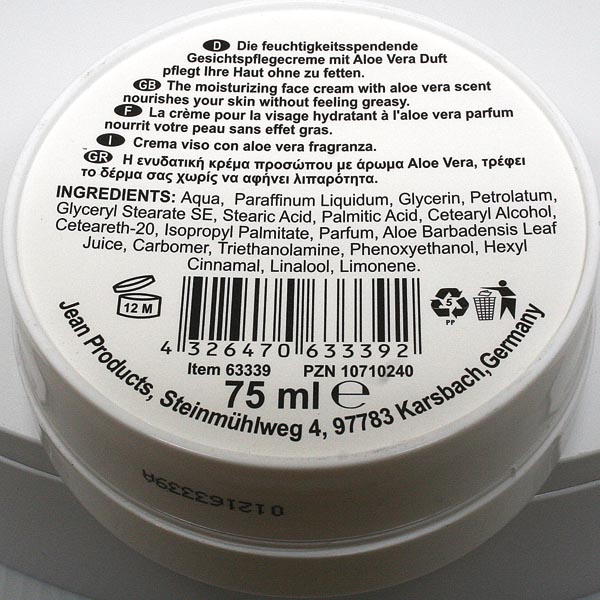 D Die feuchtigkeitsspendende
Gesichtspflegecreme mit Aloe Vera Duft
pflegt Ihre Haut ohne zu fetten.
GB The moisturizing face cream with aloe vera scent
nourishes your skin without feeling greasy.
F La crème pour la visage hydratant à l'aloe vera parfum
nourrit votre peau sans effet gras.
I Crema viso con aloe vera fragranza.
GR Η ενυδατική κρέμα προσώπου με άρωμα Aloe Vera, τρέφει
το δέρμα σας χωρίς να αφήνει λιπαρότητα.
INGREDIENTS: Aqua, Paraffinum Liquidum, Glycerin, Petrolatum,
Glyceryl Stearate SE, Stearic Acid, Palmitic Acid, Cetearyl Alcohol,
Ceteareth-20, Isopropyl Palmitate, Parfum, Aloe Barbadensis Leaf
Juice, Carbomer, Triethanolamine, Phenoxyethanol, Hexyl
Cinnamal, Linalool, Limonene.
12 M
5
PP
4 326470 633392
Item 63339 PZN 10710240
75 ml e
Jean Products, Steinmühlweg 4, 97783 Karsbach, Germany
0121633339A